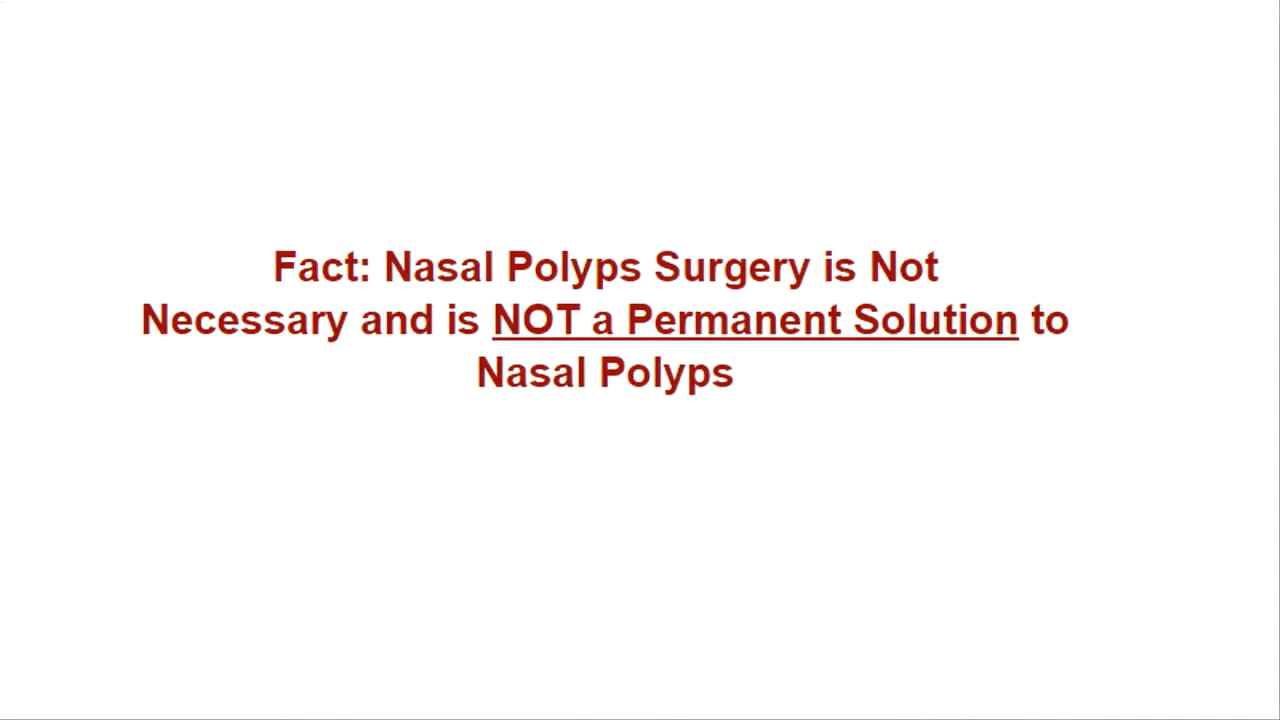 Fact: Nasal Polyps Surgery is Not
Necessary and is NOT a Permanent Solution to
Nasal Polyps